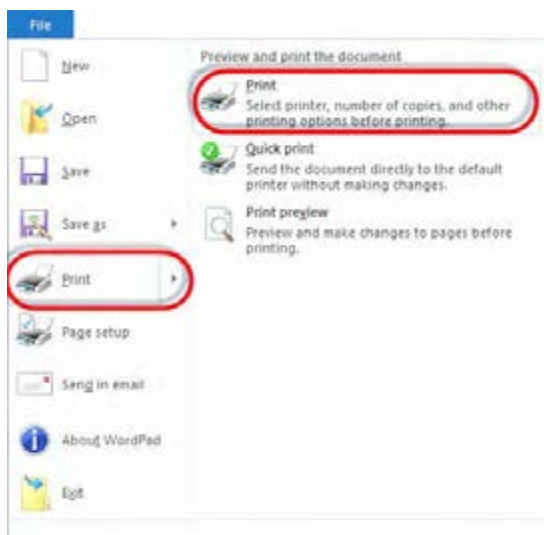 File
New
Open
Save
Save as
Print
Page setup
Send in email
About WordPad
Exit
Preview and print the document
Print
Select printer, number of copies, and other
printing options before printing.
Quick print
Send the document directly to the default
printer without making changes.
Print preview
Preview and make changes to pages before
printing.